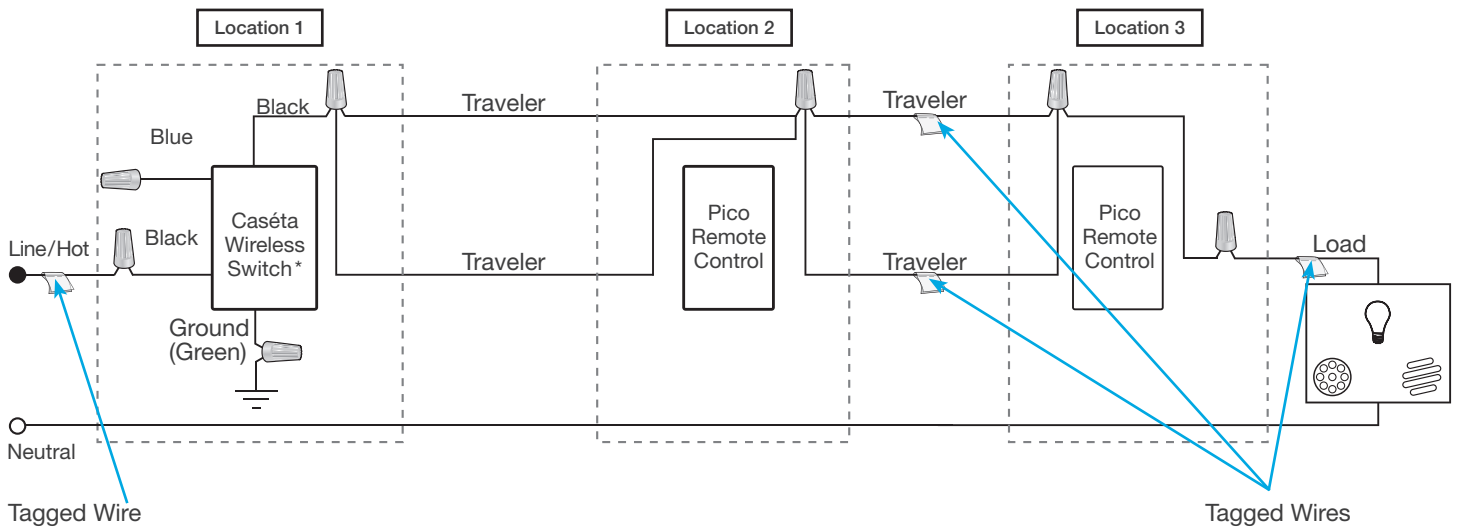 Location 1
Location 2
Location 3
Black
Traveler
Traveler
Blue
Line/Hot
Black
Caséta
Wireless
Switch*
Pico
Remote
Control
Pico
Remote
Control
Traveler
Traveler
Load
Ground
(Green)
Neutral
Tagged Wire
Tagged Wires